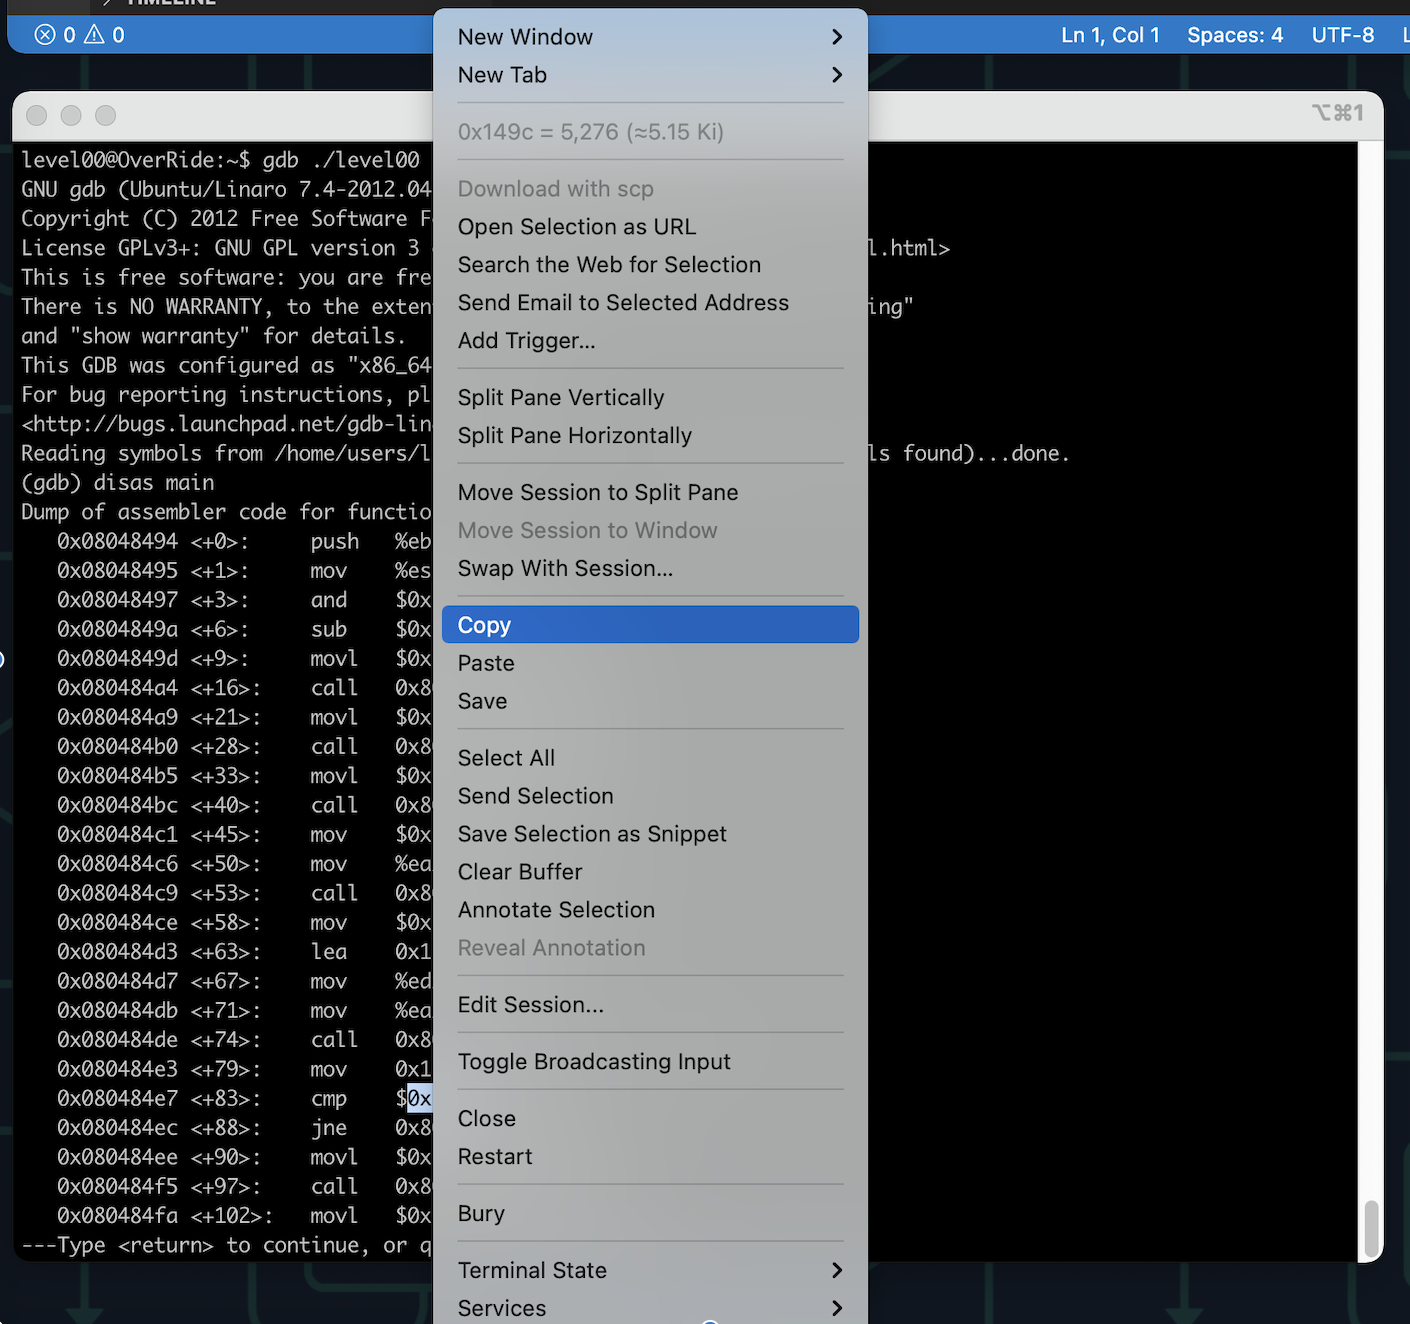 TIMELINE
0 0
Ln 1, Col 1 Spaces: 4 UTF-8 L
⌥⌘1
level00@OverRide:~$ gdb ./level00
GNU gdb (Ubuntu/Linaro 7.4-2012.04
Copyright (C) 2012 Free Software F
License GPLv3+: GNU GPL version 3 l.html>
This is free software: you are fre
There is NO WARRANTY, to the exten ing"
and "show warranty" for details.
This GDB was configured as "x86_64
For bug reporting instructions, pl
<http://bugs.launchpad.net/gdb-lin
Reading symbols from /home/users/l ls found)...done.
(gdb) disas main
Dump of assembler code for functio
0x08048494 <+0>: push %eb
0x08048495 <+1>: mov %es
0x08048497 <+3>: and $0x
0x0804849a <+6>: sub $0x
0x0804849d <+9>: movl $0x
0x080484a4 <+16>: call 0x8
0x080484a9 <+21>: movl $0x
0x080484b0 <+28>: call 0x8
0x080484b5 <+33>: movl $0x
0x080484bc <+40>: call 0x8
0x080484c1 <+45>: mov $0x
0x080484c6 <+50>: mov %ea
0x080484c9 <+53>: call 0x8
0x080484ce <+58>: mov $0x
0x080484d3 <+63>: lea 0x1
0x080484d7 <+67>: mov %ed
0x080484db <+71>: mov %ea
0x080484de <+74>: call 0x8
0x080484e3 <+79>: mov 0x1
0x080484e7 <+83>: cmp $0x
0x080484ec <+88>: jne 0x8
0x080484ee <+90>: movl $0x
0x080484f5 <+97>: call 0x8
0x080484fa <+102>: movl $0x
---Type <return> to continue, or q
New Window
New Tab
0x149c = 5,276 (≈5.15 Ki)
Download with scp
Open Selection as URL
Search the Web for Selection
Send Email to Selected Address
Add Trigger...
Split Pane Vertically
Split Pane Horizontally
Move Session to Split Pane
Move Session to Window
Swap With Session...
Copy
Paste
Save
Select All
Send Selection
Save Selection as Snippet
Clear Buffer
Annotate Selection
Reveal Annotation
Edit Session...
Toggle Broadcasting Input
Close
Restart
Bury
Terminal State
Services